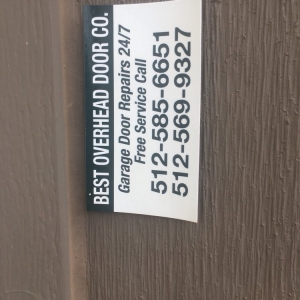 BEST OVERHEAD DOOR CO.
Garage Door Repairs 24/7
Free Service Call
512-585-6651
512-569-9327